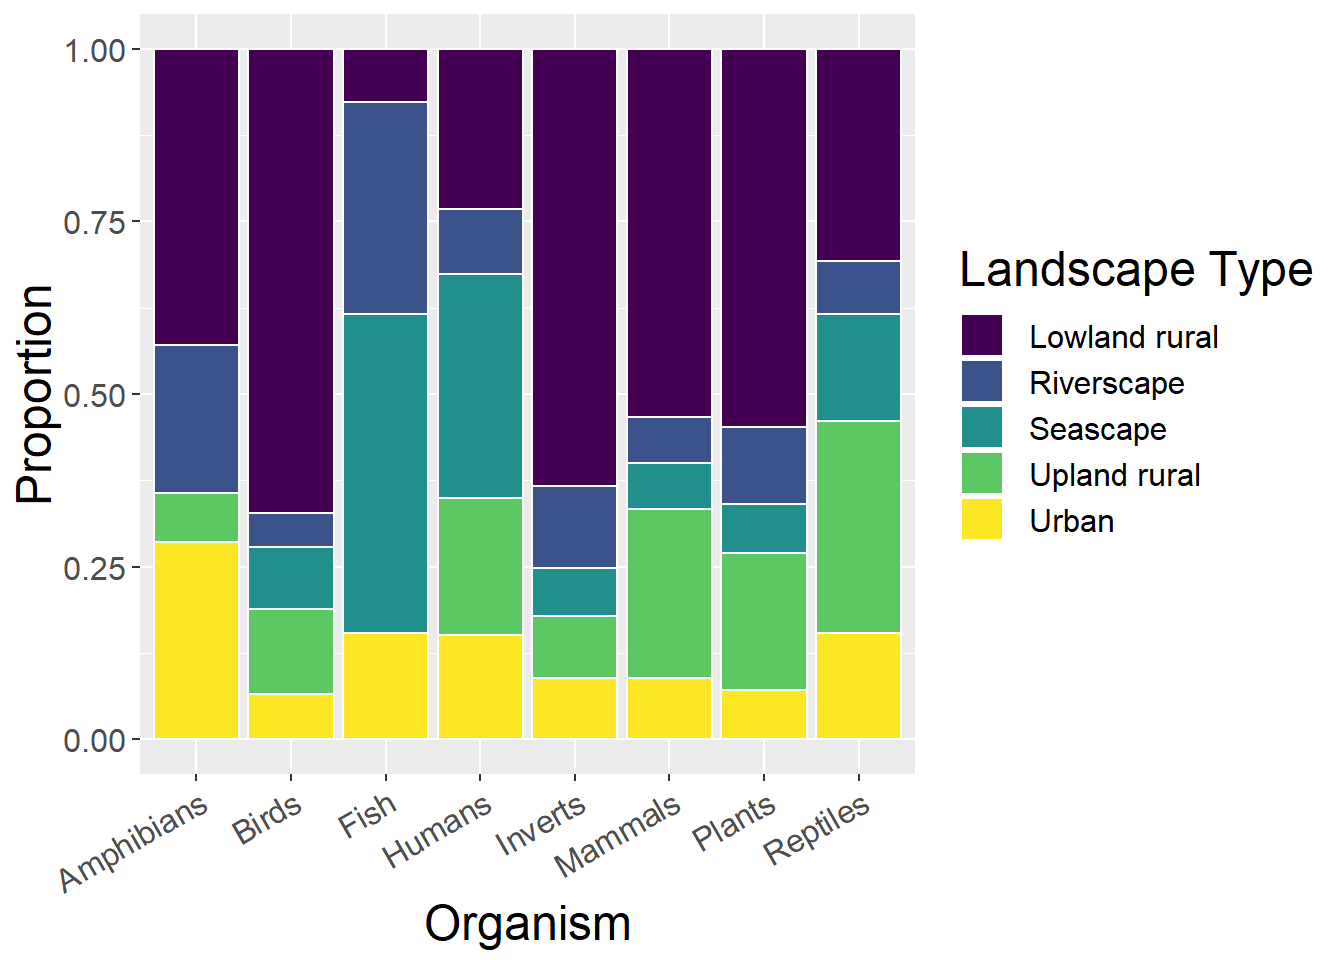 1.00
0.75
0.50
0.25
0.00
Proportion
Amphibians
Birds
Fish
Humans
Inverts
Mammals
Plants
Reptiles
Organism
Landscape Type
Lowland rural
Riverscape
Seascape
Upland rural
Urban